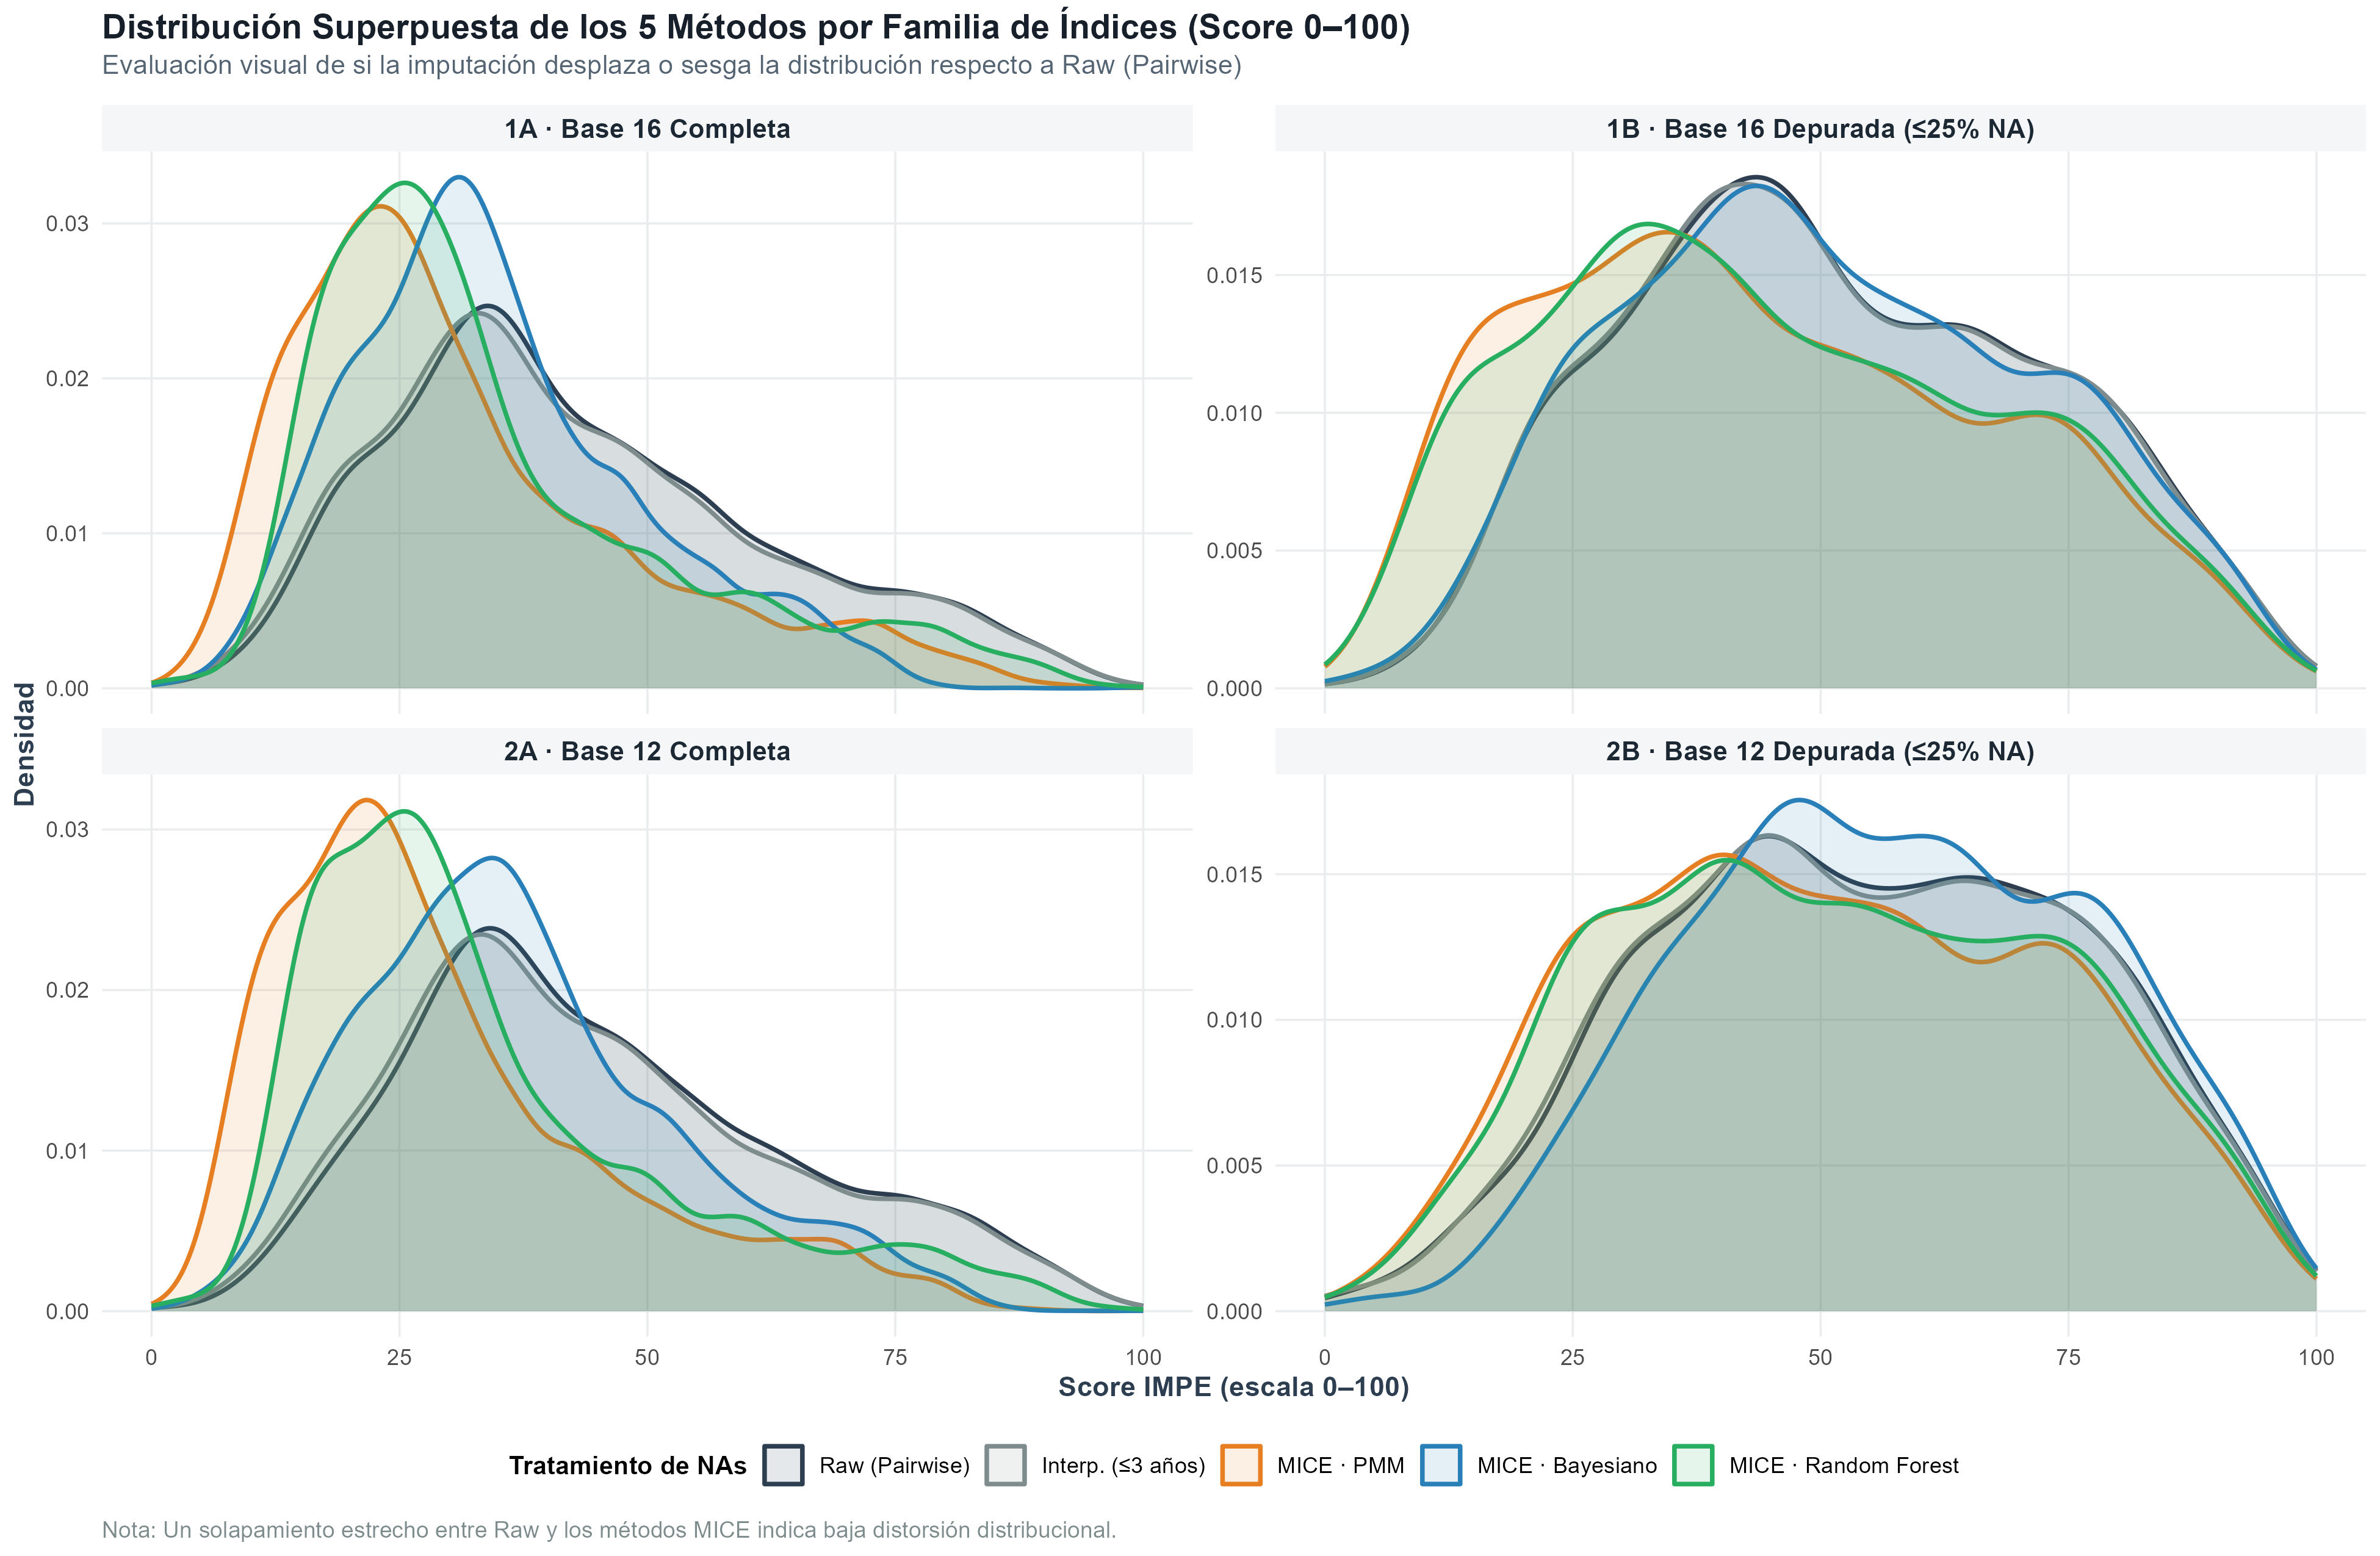 Distribución Superpuesta de los 5 Métodos por Familia de Índices (Score 0–100)
Evaluación visual de si la imputación desplaza o sesga la distribución respecto a Raw (Pairwise)
1A · Base 16 Completa
1B · Base 16 Depurada (≤25% NA)
0.03
0.02
0.01
0.00
0.015
0.010
0.005
0.000
Densidad
2A · Base 12 Completa
2B · Base 12 Depurada (≤25% NA)
0.03
0.02
0.01
0.00
0.015
0.010
0.005
0.000
0 25 50 75 100
0 25 50 75 100
Score IMPE (escala 0–100)
Tratamiento de NAs Raw (Pairwise) Interp. (≤3 años) MICE · PMM MICE · Bayesiano MICE · Random Forest
Nota: Un solapamiento estrecho entre Raw y los métodos MICE indica baja distorsión distribucional.